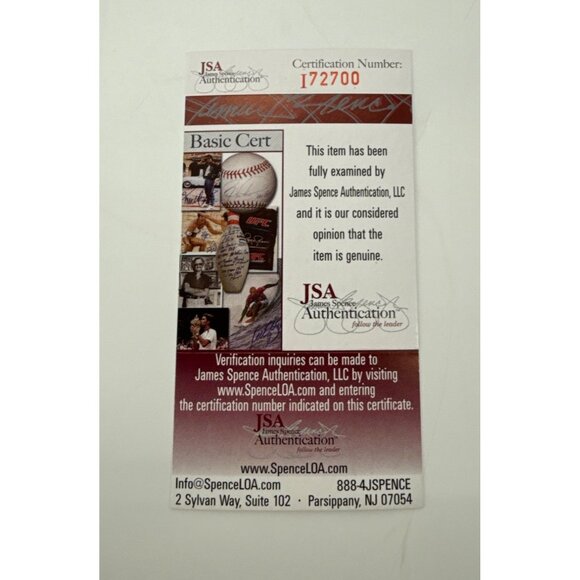 JSA
James Spence
Authentication
Certification Number:
I72700
Basic Cert
UFC
This item has been
fully examined by
James Spence Authentication, LLC
and it is our considered
opinion that the
item is genuine.
JSA
James Spence
Authentication
follow the leader
Verification inquiries can be made to
James Spence Authentication, LLC by visiting
www.SpenceLOA.com and entering
the certification number indicated on this certificate.
JSA
James Spence
Authentication
follow the leader
www.SpenceLOA.com
Info@SpenceLOA.com 888-4JSPENCE
2 Sylvan Way, Suite 102 • Parsippany, NJ 07054